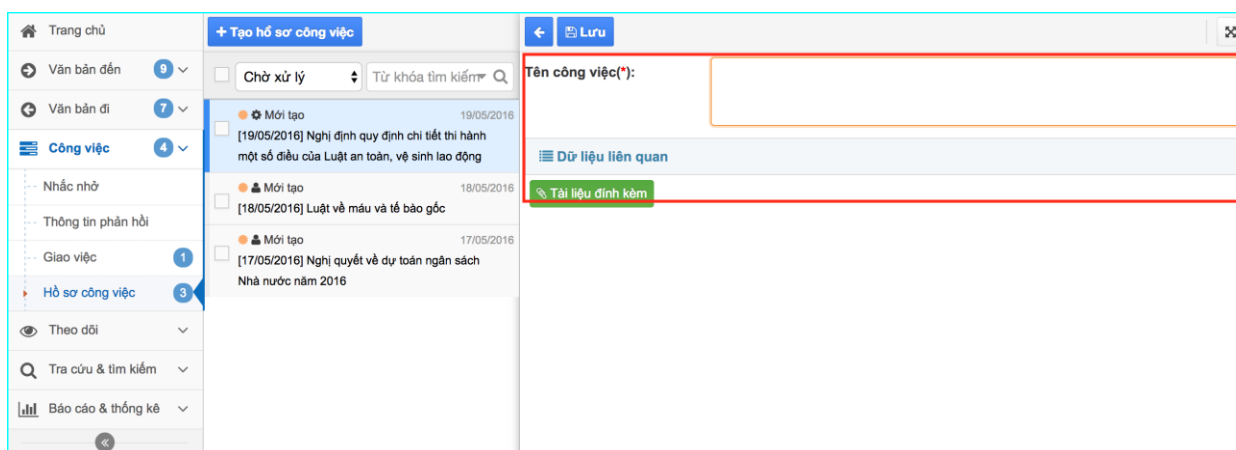 Trang chủ
Văn bản đến 9
Văn bản đi 7
Công việc 4
Nhắc nhở
Thông tin phản hồi
Giao việc 1
Hồ sơ công việc 3
Theo dõi
Tra cứu & tìm kiếm
Báo cáo & thống kê
+ Tạo hồ sơ công việc
Chờ xử lý Từ khóa tìm kiếm
Mới tạo 19/05/2016
[19/05/2016] Nghị định quy định chi tiết thi hành
một số điều của Luật an toàn, vệ sinh lao động
Mới tạo 18/05/2016
[18/05/2016] Luật về máu và tế bào gốc
Mới tạo 17/05/2016
[17/05/2016] Nghị quyết về dự toán ngân sách
Nhà nước năm 2016
Lưu
Tên công việc(*):
Dữ liệu liên quan
Tài liệu đính kèm